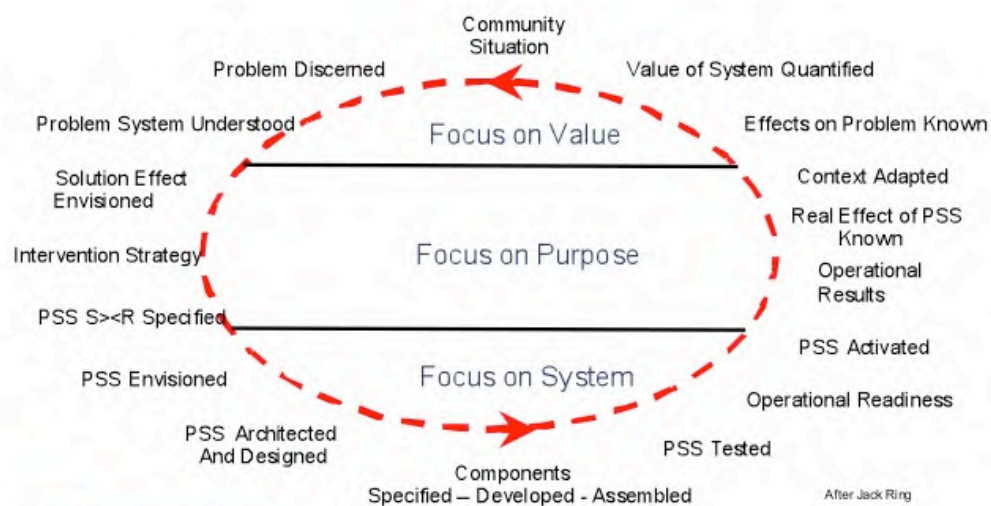 Community
Situation
Problem Discerned
Value of System Quantified
Problem System Understood
Focus on Value
Effects on Problem Known
Solution Effect
Envisioned
Context Adapted
Real Effect of PSS
Known
Intervention Strategy
Focus on Purpose
Operational
Results
PSS S><R Specified
PSS Activated
PSS Envisioned
Focus on System
Operational Readiness
PSS Architected
And Designed
PSS Tested
Components
Specified – Developed - Assembled
After Jack Ring